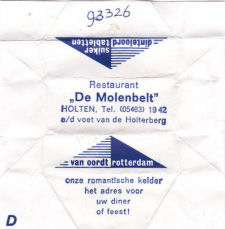 93326
dinteloord
suiker
tabletten
Restaurant
„De Molenbelt"
HOLTEN, Tel. (05483) 1942
a/d voet van de Holterberg
van oordt rotterdam
onze romantische kelder
het adres voor
uw diner
of feest!
D